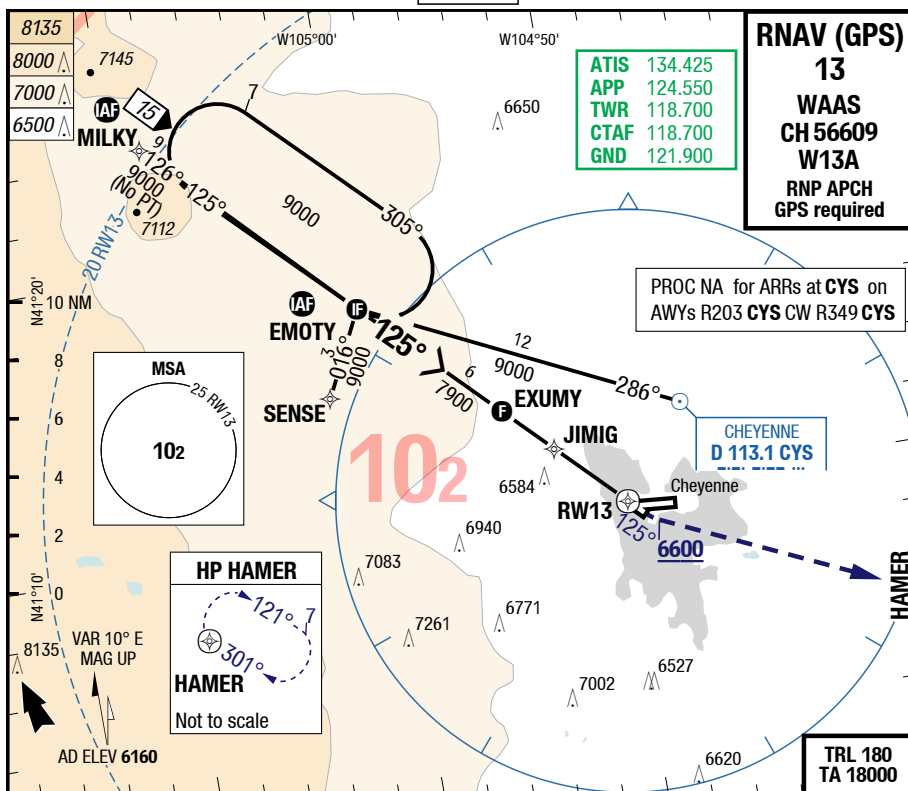 8135
8000
7000
6500
7145
IAF
MILKY
15
9
126°
9000
(No PT)
7112
125°
7
9000
305°
20 RW13
W105°00'
W104°50'
6650
ATIS 134.425
APP 124.550
TWR 118.700
CTAF 118.700
GND 121.900
RNAV (GPS)
13
WAAS
CH 56609
W13A
RNP APCH
GPS required
PROC NA for ARRs at CYS on
AWYs R203 CYS CW R349 CYS
N41°20'
10 NM
8
6
4
2
0
N41°10'
IAF
EMOTY
IF
125°
3
016°
9000
SENSE
6
7900
12
9000
286°
F
EXUMY
JIMIG
CHEYENNE
D 113.1 CYS
Cheyenne
RW13
125°
6600
HAMER
MSA
25 RW13
102
102
6584
6940
7083
7261
6771
7002
6527
6620
HP HAMER
121°
7
301°
HAMER
Not to scale
8135
VAR 10° E
MAG UP
AD ELEV 6160
TRL 180
TA 18000